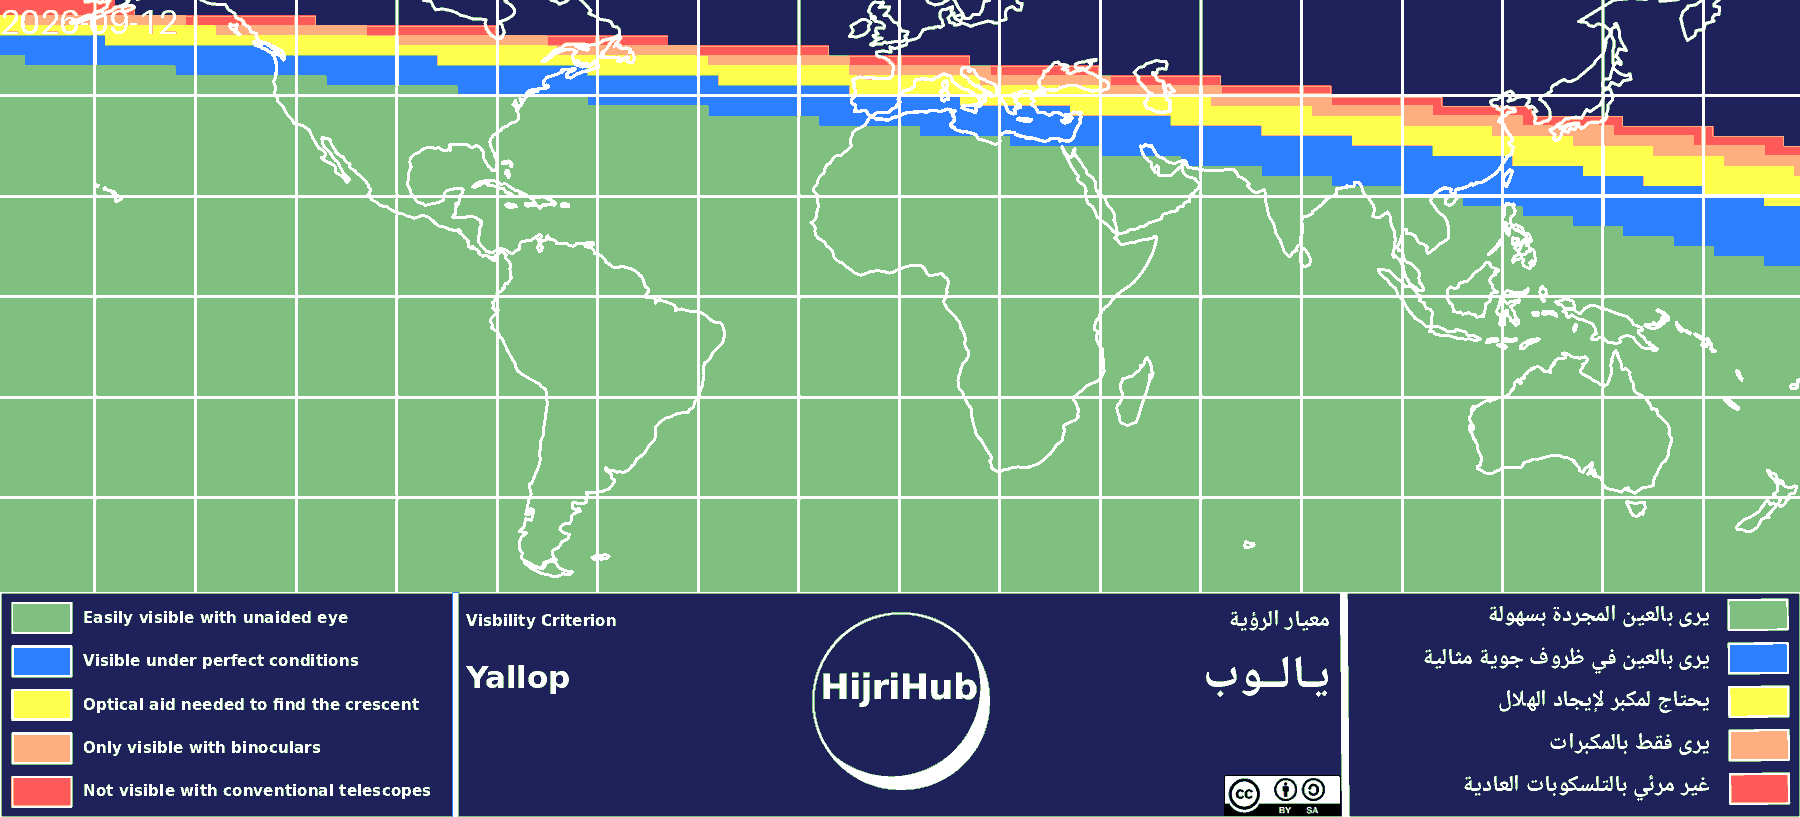 2026-09-12
Easily visible with unaided eye
Visible under perfect conditions
Optical aid needed to find the crescent
Only visible with binoculars
Not visible with conventional telescopes
Visbility Criterion
Yallop
HijriHub
معيار الرؤية
يـالـوب
cc
BY SA
يرى بالعين المجردة بسهولة
يرى بالعين في ظروف جوية مثالية
يحتاج لمكبر لإيجاد الهلال
يرى فقط بالمكبرات
غير مرئي بالتلسكوبات العادية